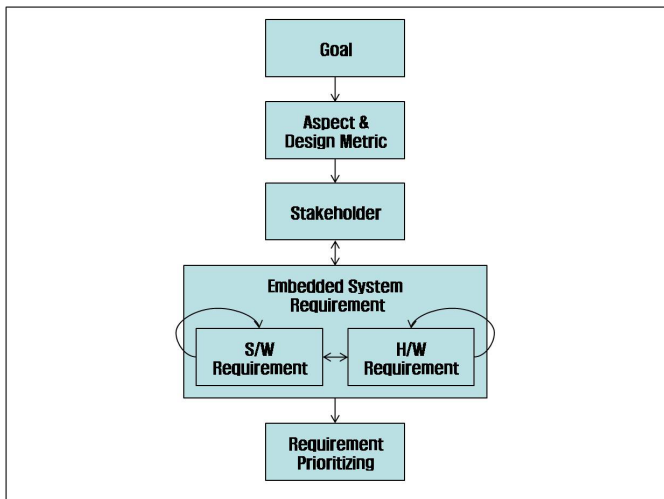 Goal
Aspect &
Design Metric
Stakeholder
Embedded System
Requirement
S/W
Requirement
H/W
Requirement
Requirement
Prioritizing